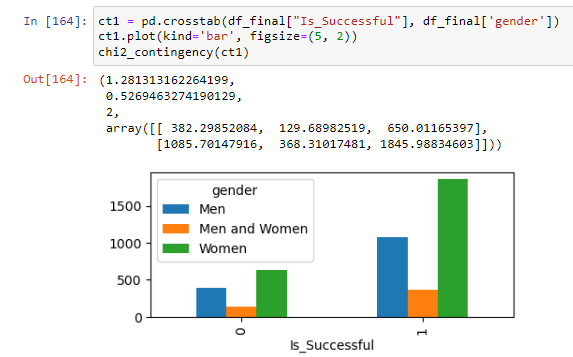 In [164]: ct1 = pd.crosstab(df_final["Is_Successful"], df_final['gender'])
ct1.plot(kind='bar', figsize=(5, 2))
chi2_contingency(ct1)
Out[164]: (1.281313162264199,
0.5269463274190129,
2,
array([[ 382.29852084, 129.68982519, 650.01165397],
[1085.70147916, 368.31017481, 1845.98834603]]))
gender
Men
Men and Women
Women
1500
1000
500
0
0
1
Is_Successful